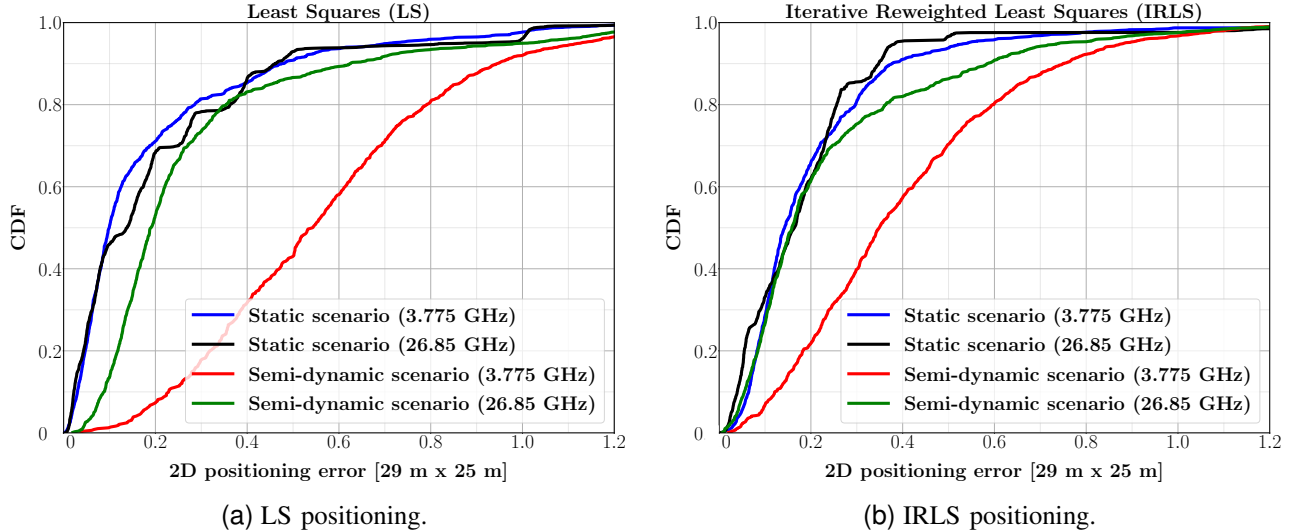 Least Squares (LS)
1.0
0.8
0.6
0.4
0.2
0
CDF
Static scenario (3.775 GHz)
Static scenario (26.85 GHz)
Semi-dynamic scenario (3.775 GHz)
Semi-dynamic scenario (26.85 GHz)
0 0.2 0.4 0.6 0.8 1.0 1.2
2D positioning error [29 m x 25 m]
(a) LS positioning.
Iterative Reweighted Least Squares (IRLS)
1.0
0.8
0.6
0.4
0.2
0
CDF
Static scenario (3.775 GHz)
Static scenario (26.85 GHz)
Semi-dynamic scenario (3.775 GHz)
Semi-dynamic scenario (26.85 GHz)
0 0.2 0.4 0.6 0.8 1.0 1.2
2D positioning error [29 m x 25 m]
(b) IRLS positioning.